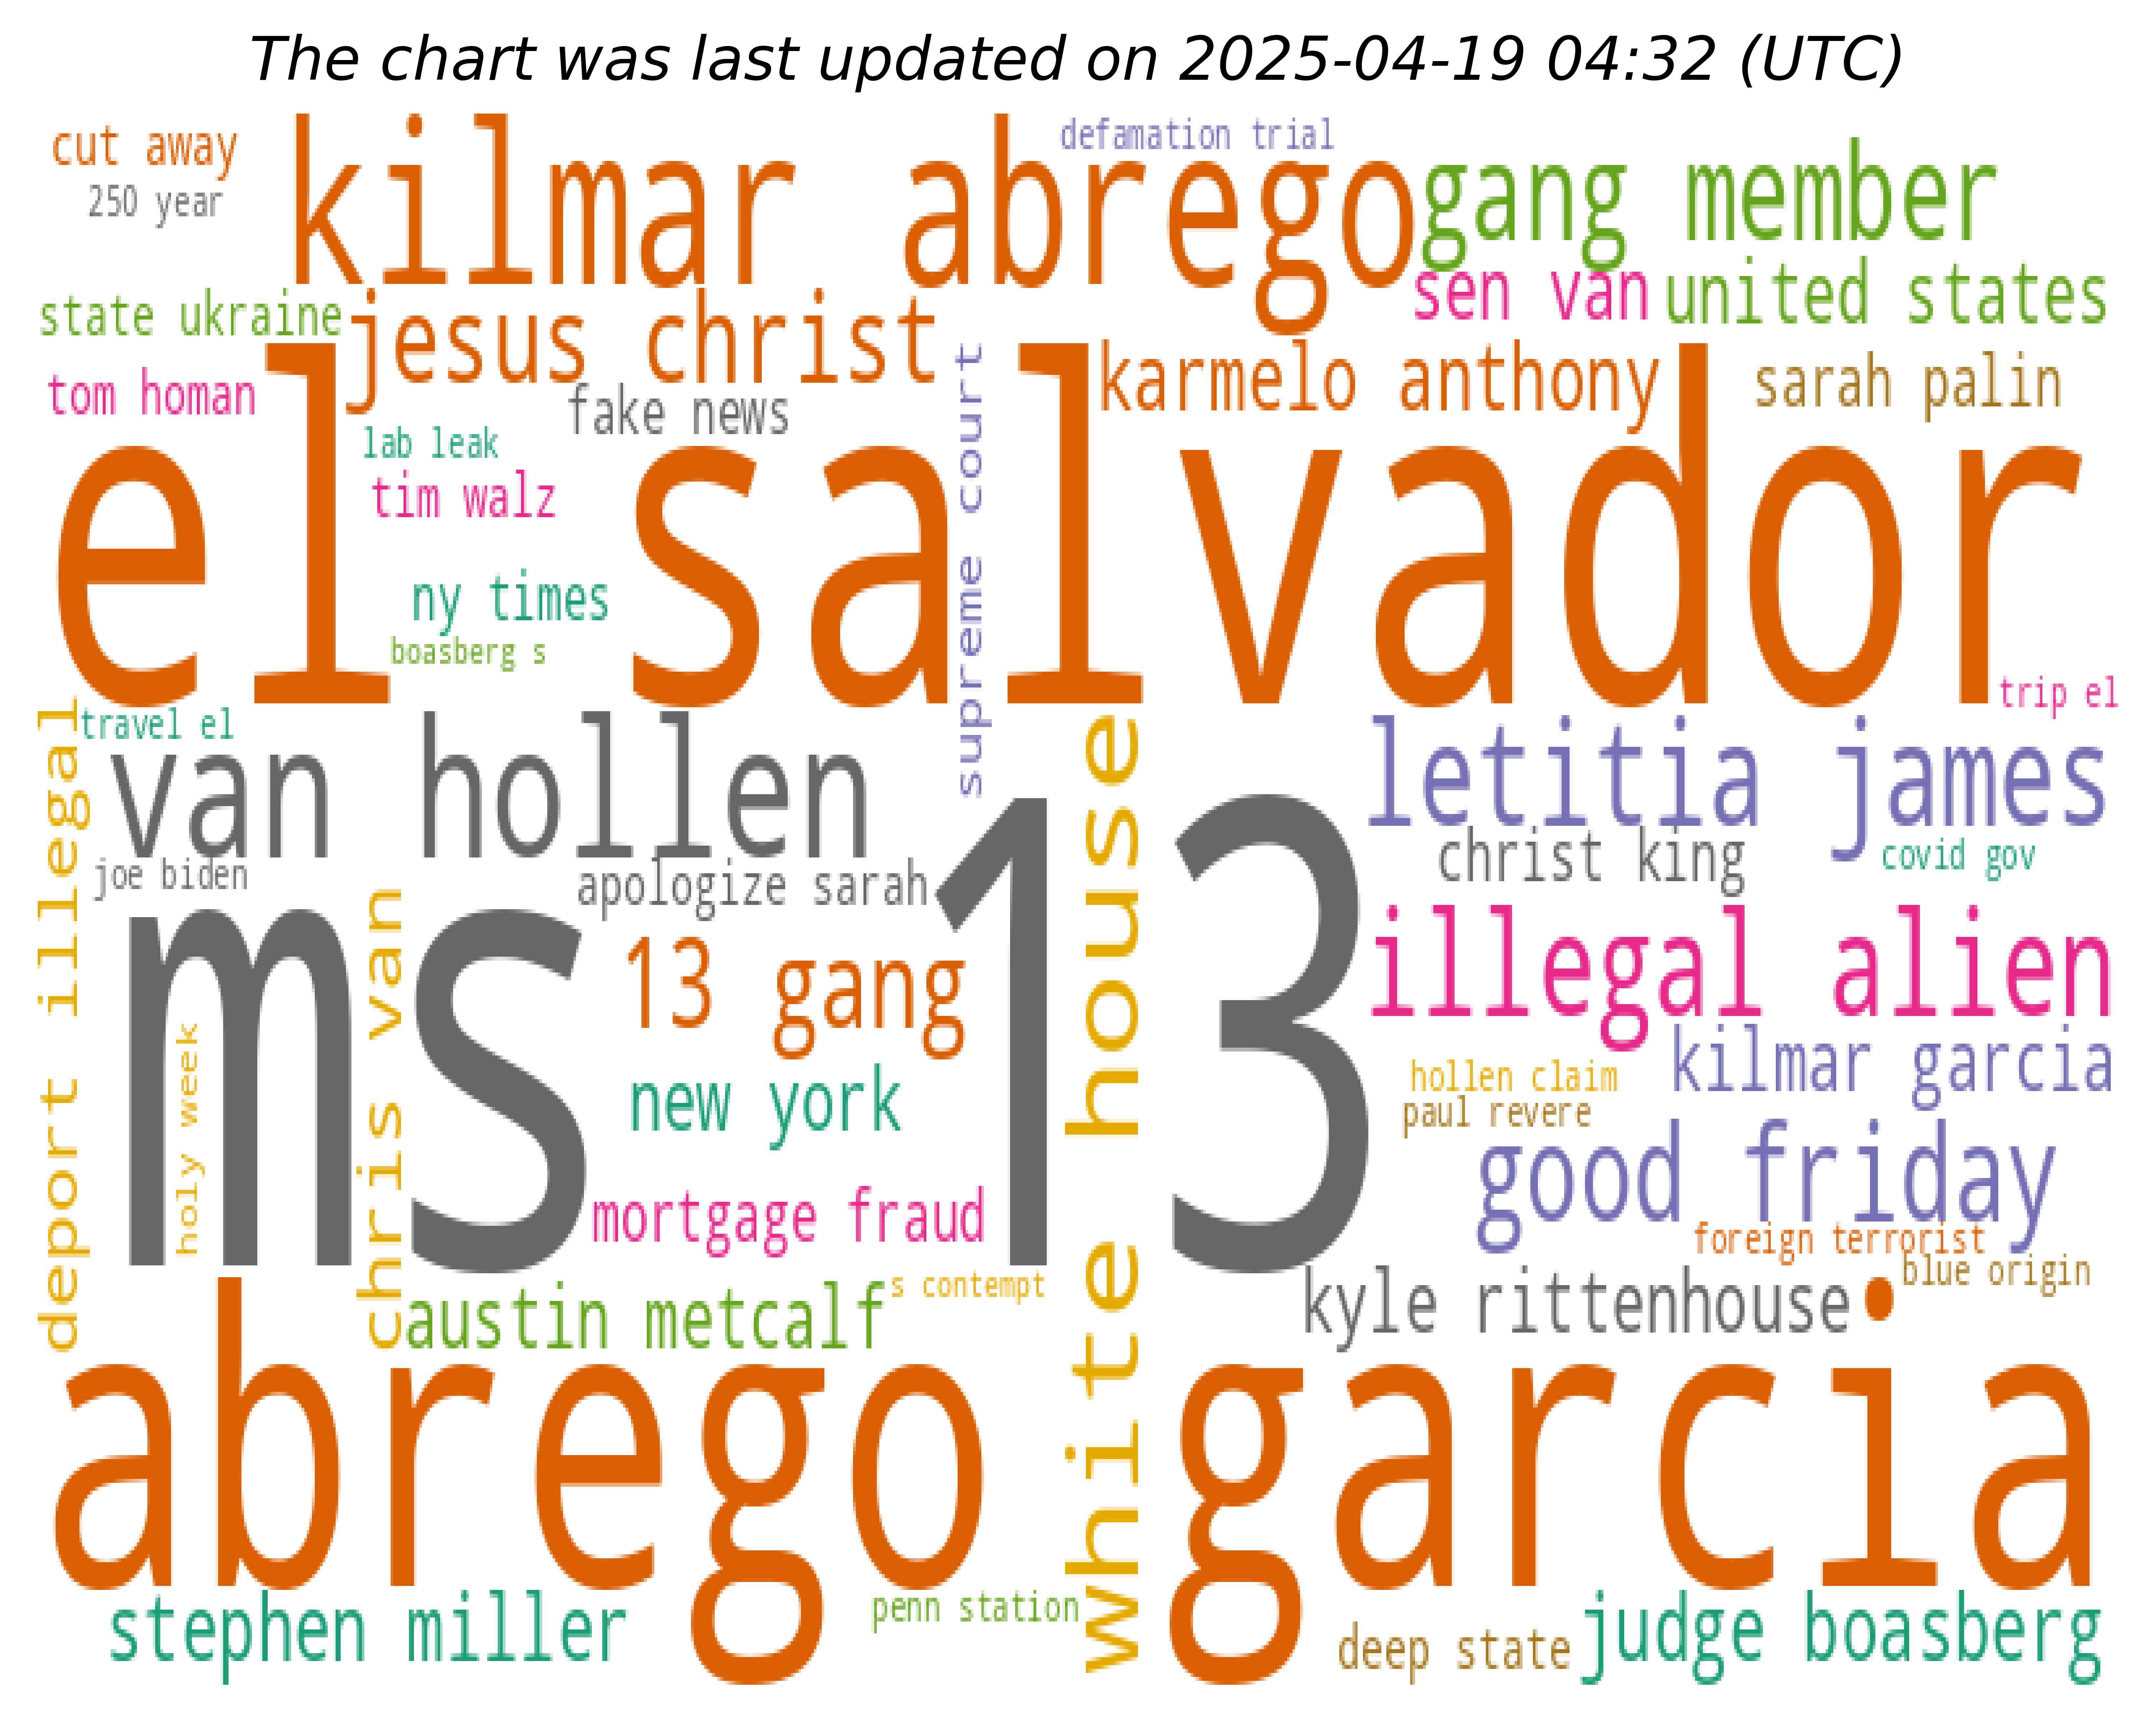 The chart was last updated on 2025-04-19 04:32 (UTC)
cut away
kilmar abrego
defamation trial
gang member
250 year
sen van
united states
state ukraine
jesus christ
karmelo anthony
sarah palin
tom homan
fake news
supreme court
el salvador
lab leak
tim walz
ny times
boasberg s
trip el
travel el
deport illegal
van hollen
white house
letitia james
christ king
covid gov
joe biden
apologize sarah
ms 13
chris van
13 gang
illegal alien
holy week
new york
kilmar garcia
hollen claim
paul revere
good friday
mortgage fraud
foreign terrorist
blue origin
s contempt
austin metcalf
kyle rittenhouse
abrego garcia
stephen miller
penn station
deep state
judge boasberg